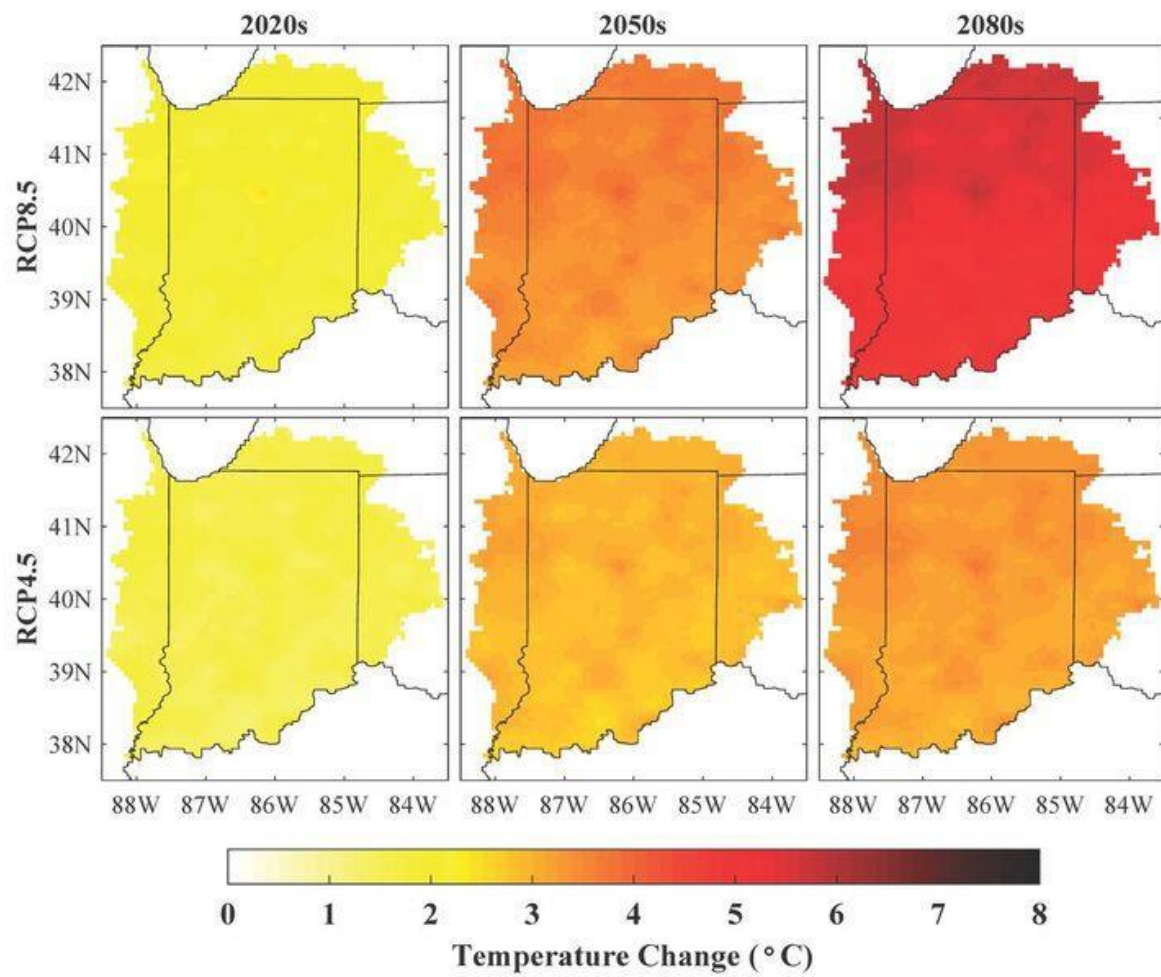 2020s 2050s 2080s
42N
41N
RCP8.5
40N
39N
38N
42N
41N
RCP4.5
40N
39N
38N
88W 87W 86W 85W 84W 88W 87W 86W 85W 84W 88W 87W 86W 85W 84W
0 1 2 3 4 5 6 7 8
Temperature Change (°C)